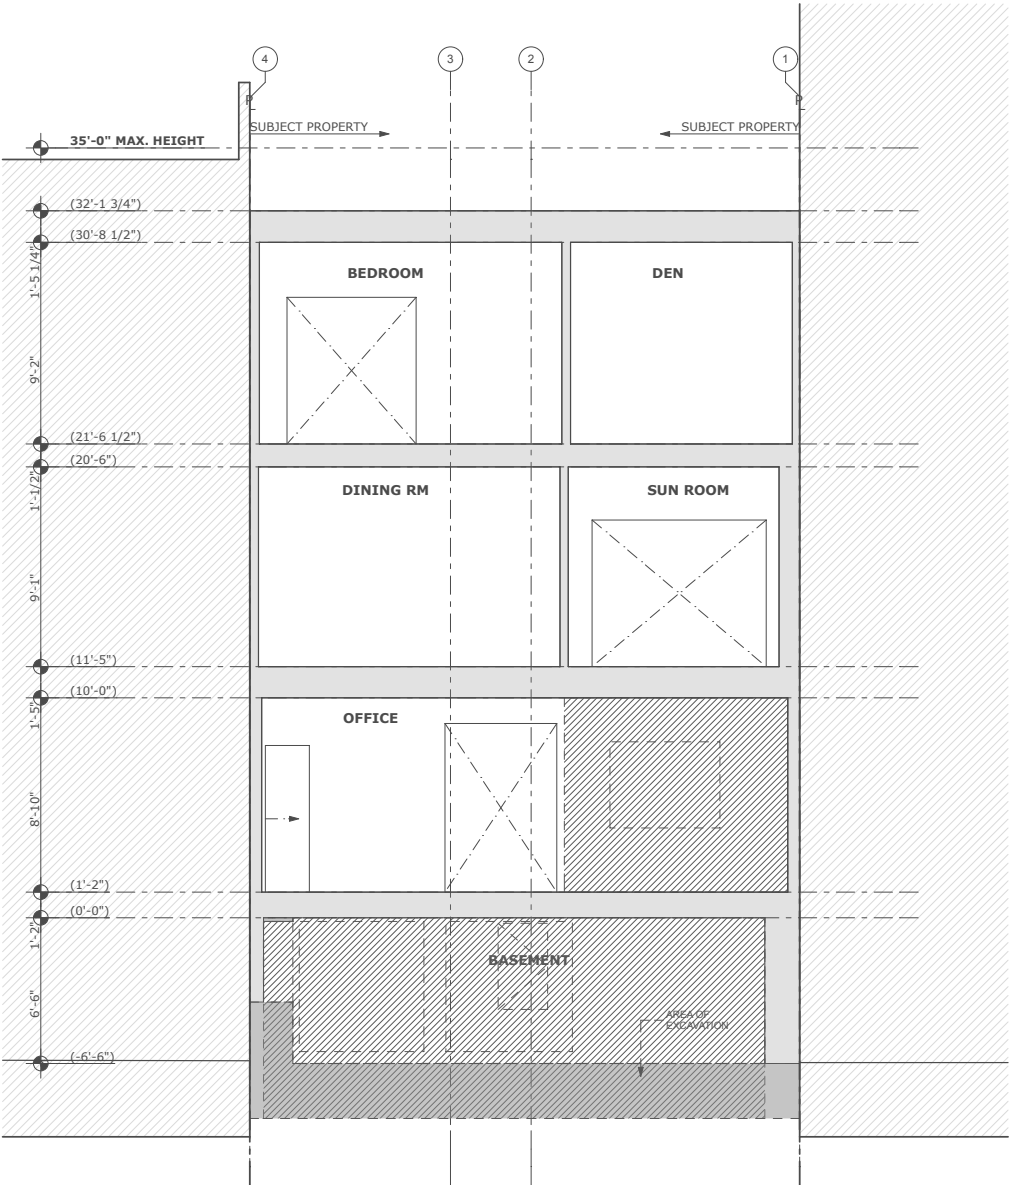 4
3
2
1
P
L
P
L
SUBJECT PROPERTY
SUBJECT PROPERTY
35'-0" MAX. HEIGHT
(32'-1 3/4")
(30'-8 1/2")
1'-5 1/4"
BEDROOM
DEN
9'-2"
(21'-6 1/2")
(20'-6")
1'-1/2"
DINING RM
SUN ROOM
9'-1"
(11'-5")
(10'-0")
1'-5"
OFFICE
8'-10"
(1'-2")
(0'-0")
1'-2"
BASEMENT
6'-6"
AREA OF
EXCAVATION
(-6'-6")